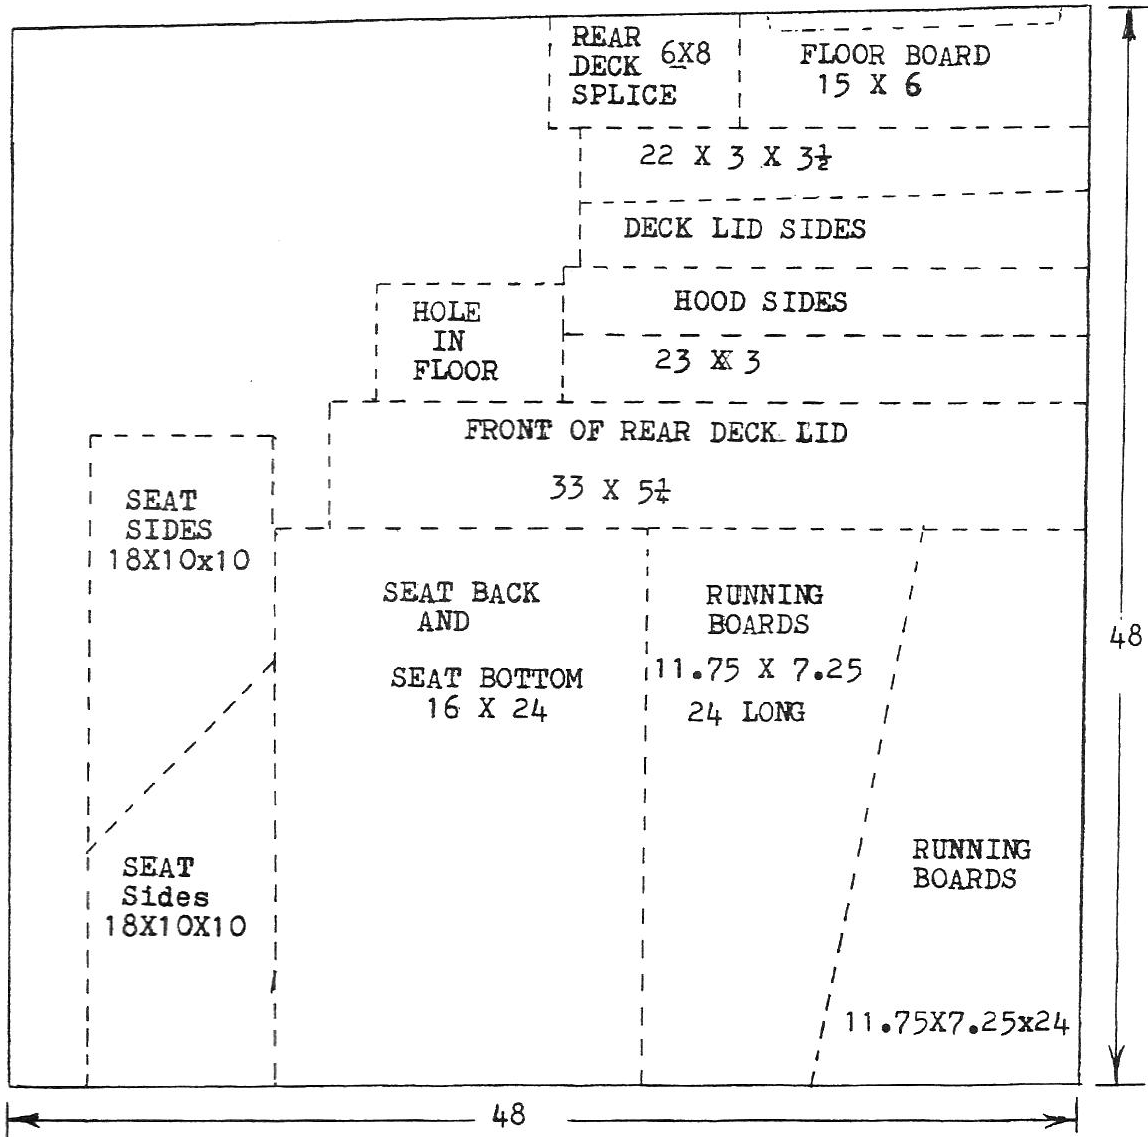 REAR
DECK 6X8
SPLICE
FLOOR BOARD
15 X 6
22 X 3 X 3½
DECK LID SIDES
HOOD SIDES
23 X 3
HOLE
IN
FLOOR
FRONT OF REAR DECK LID
33 X 5¼
SEAT
SIDES
18X10x10
SEAT BACK
AND
SEAT BOTTOM
16 X 24
RUNNING
BOARDS
11.75 X 7.25
24 LONG
48
SEAT
Sides
18X10X10
RUNNING
BOARDS
11.75X7.25x24
48